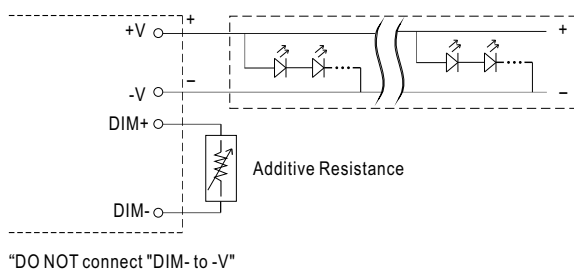 +V
+
+
-V
−
−
DIM+
Additive Resistance
DIM-
“DO NOT connect "DIM- to -V"